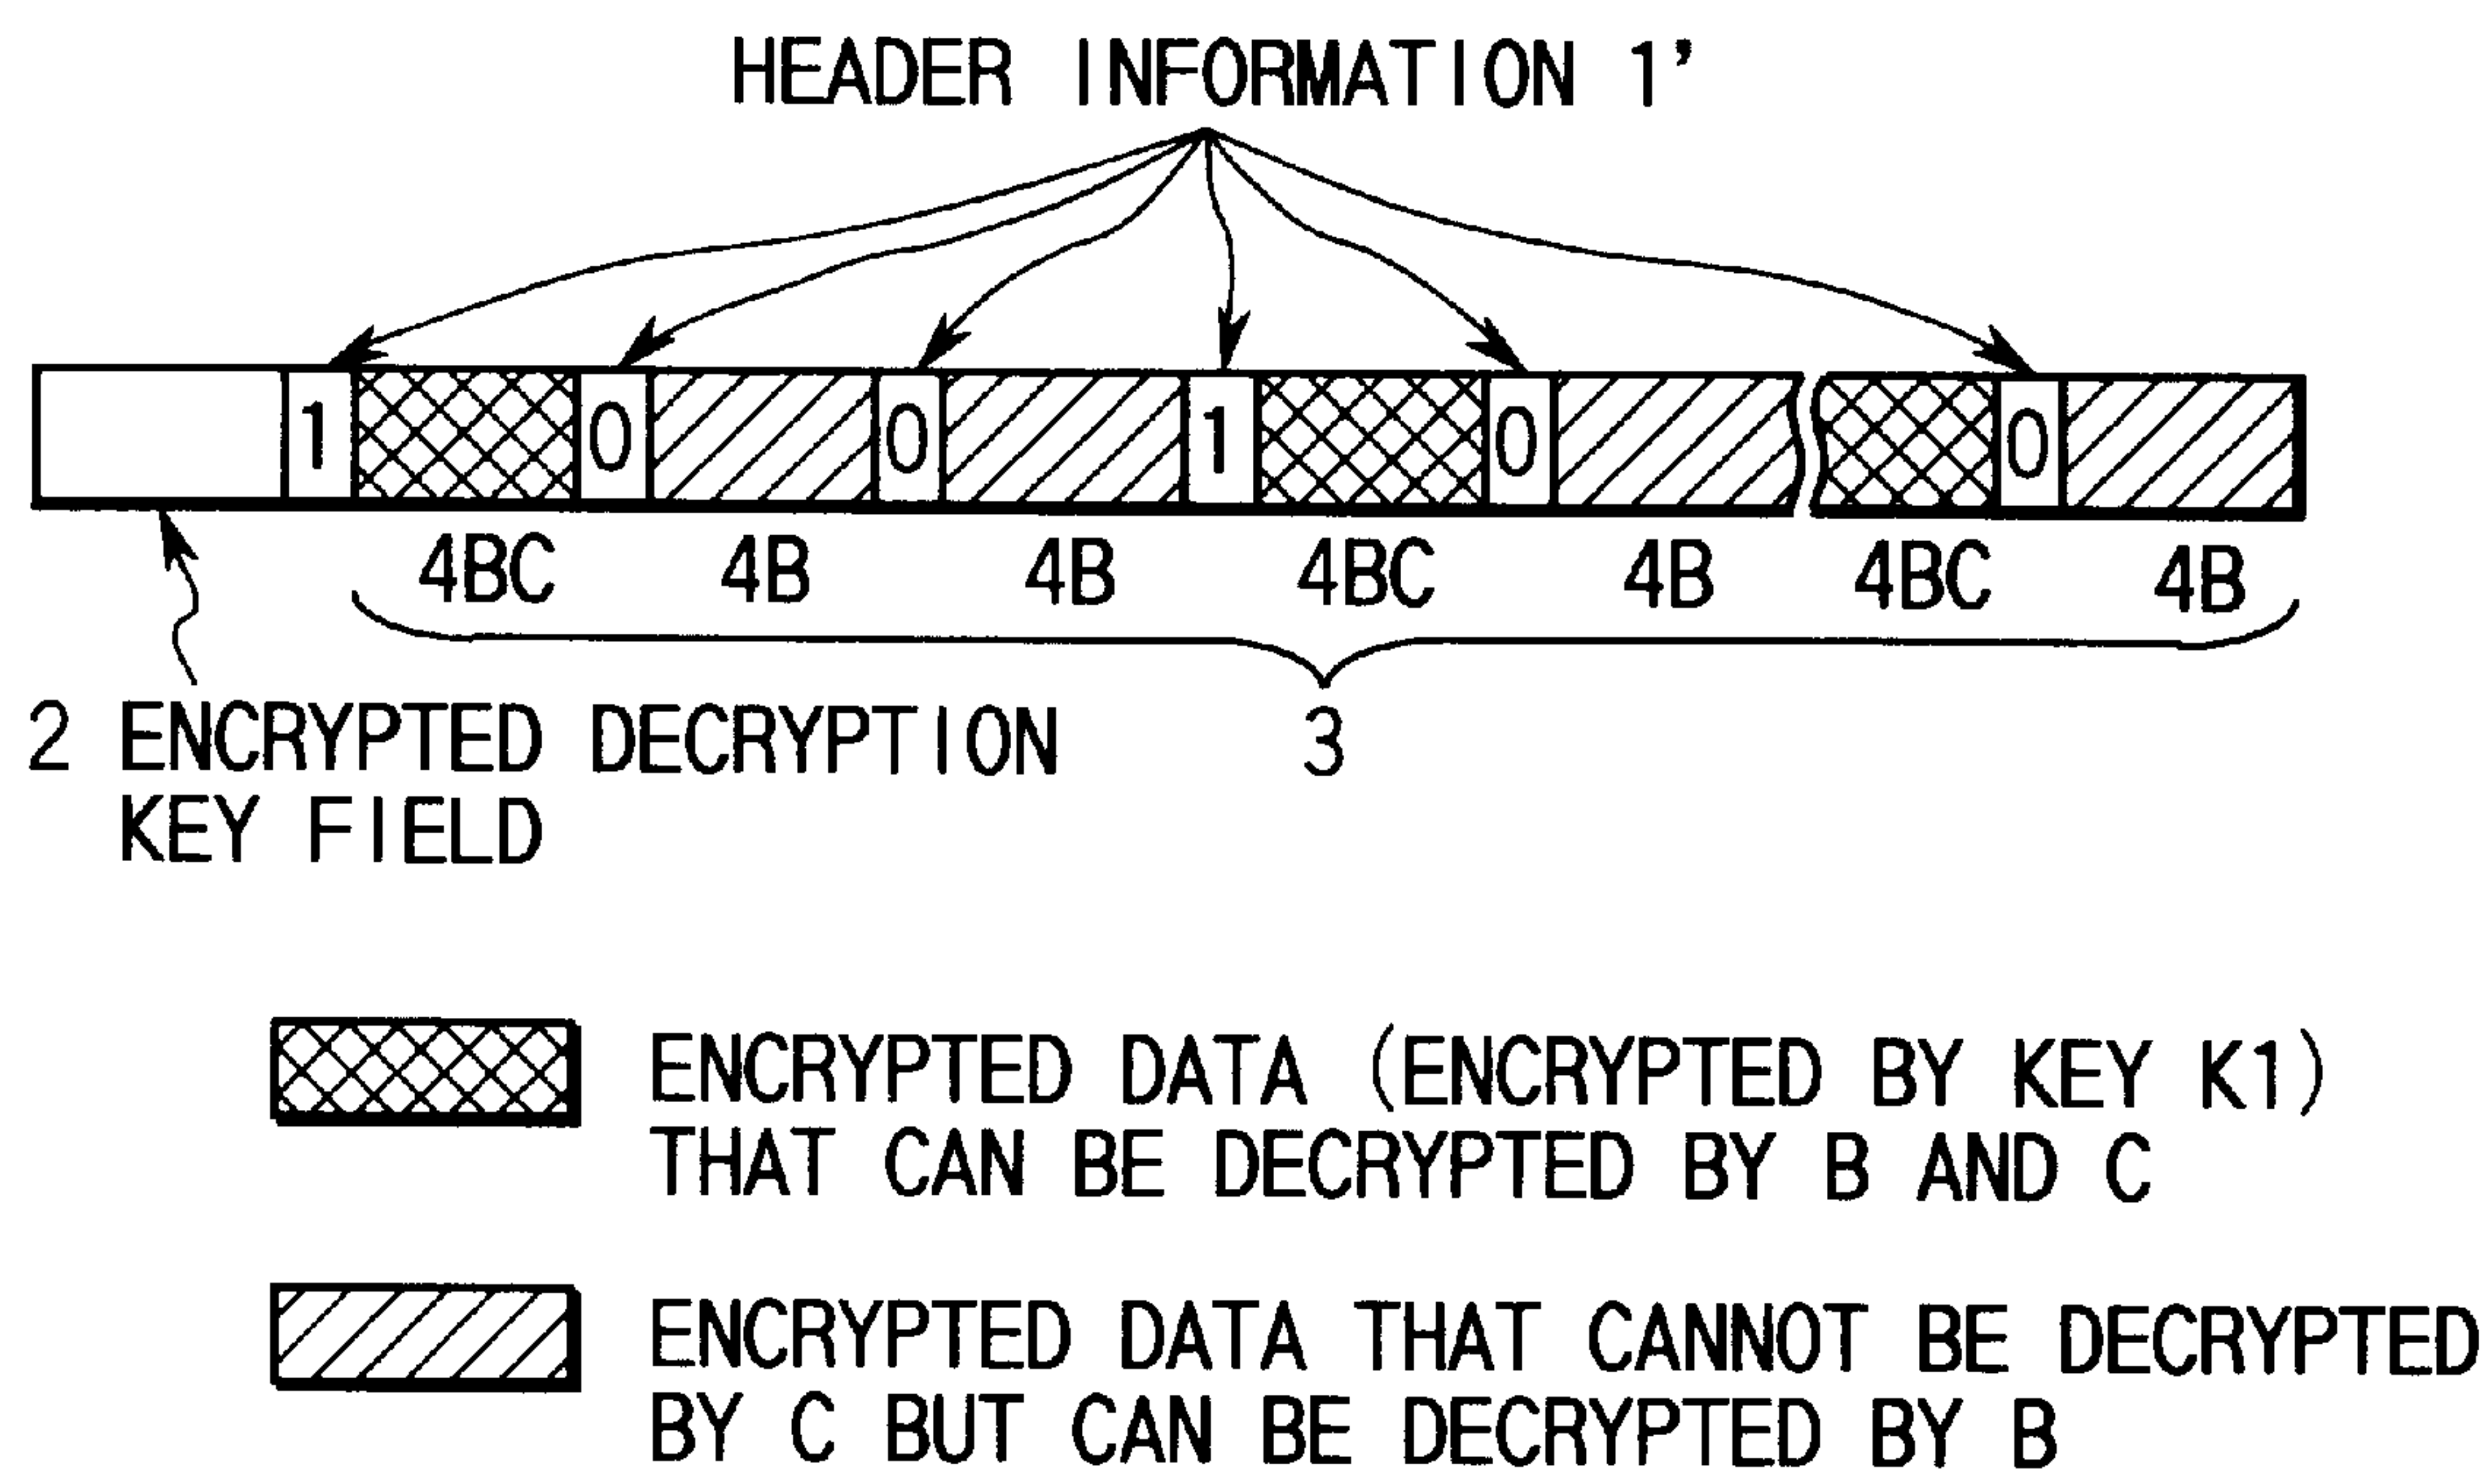 HEADER INFORMATION 1'
1 0 0 1 0 0
4BC 4B 4B 4BC 4B 4BC 4B
2 ENCRYPTED DECRYPTION
KEY FIELD
3
ENCRYPTED DATA (ENCRYPTED BY KEY K1)
THAT CAN BE DECRYPTED BY B AND C
ENCRYPTED DATA THAT CANNOT BE DECRYPTED
BY C BUT CAN BE DECRYPTED BY B